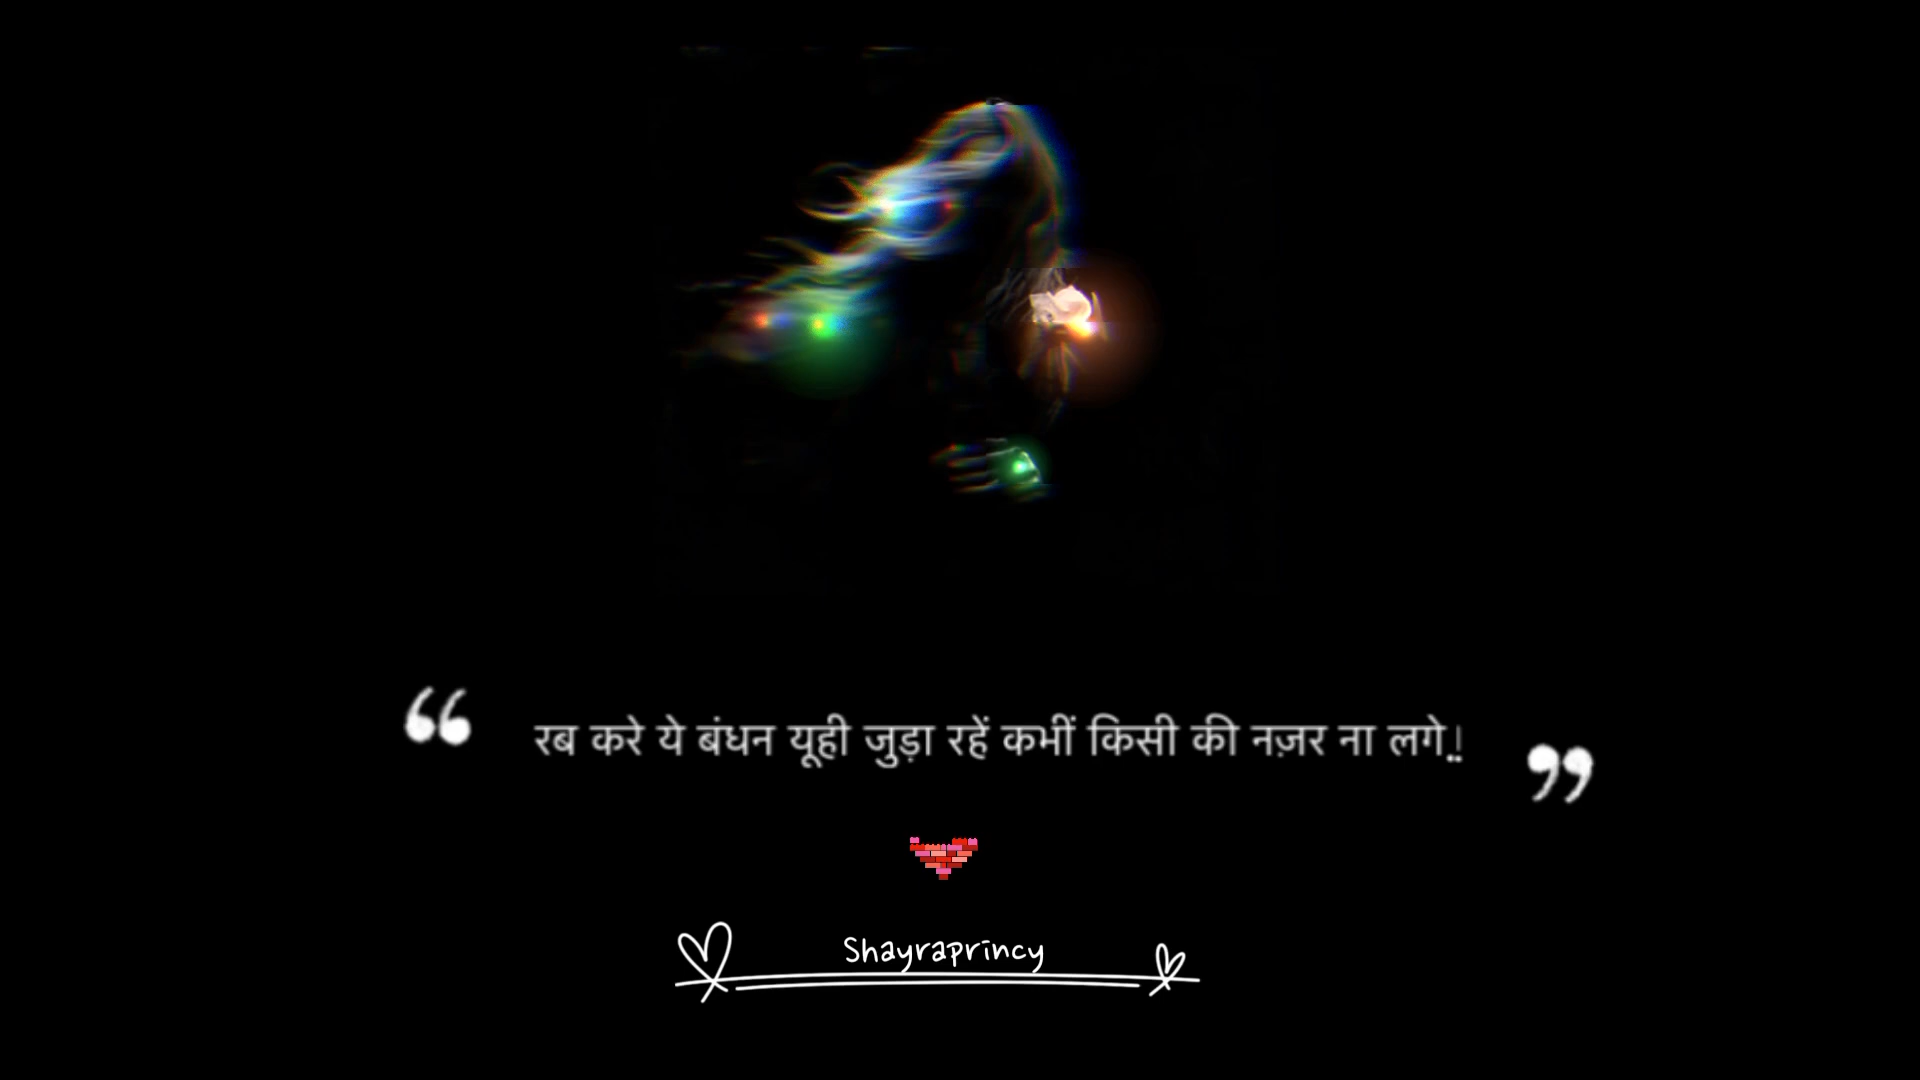 “ रब करे ये बंधन यूही जुड़ा रहें कभीं किसी की नज़र ना लगे.! ”
Shayraprincy